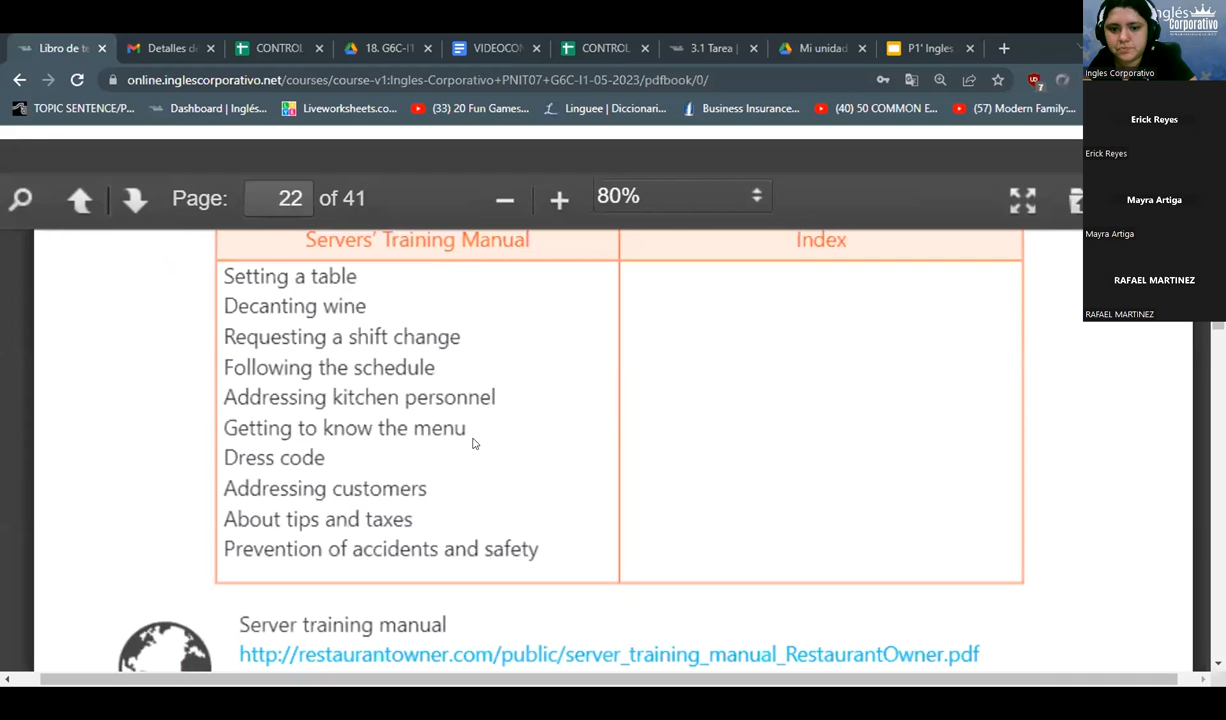 Libro de te
Detalles de
CONTROL
18. G6C-I1
VIDEOCON
CONTROL
3.1 Tarea |
Mi unidad
P1' Ingles
online.inglescorporativo.net/courses/course-v1:Ingles-Corporativo+PNIT07+G6C-I1-05-2023/pdfbook/0/
7
TOPIC SENTENCE/P...
Dashboard | Inglés...
Liveworksheets.co...
(33) 20 Fun Games...
Linguee | Diccionari...
Business Insurance...
(40) 50 COMMON E...
(57) Modern Family:...
Inglés
Corporativo
Ingles Corporativo
Erick Reyes
Erick Reyes
Mayra Artiga
Mayra Artiga
RAFAEL MARTINEZ
RAFAEL MARTINEZ
Page: 22 of 41
80%
Servers' Training Manual
Index
Setting a table
Decanting wine
Requesting a shift change
Following the schedule
Addressing kitchen personnel
Getting to know the menu
Dress code
Addressing customers
About tips and taxes
Prevention of accidents and safety
Server training manual
http://restaurantowner.com/public/server_training_manual_RestaurantOwner.pdf